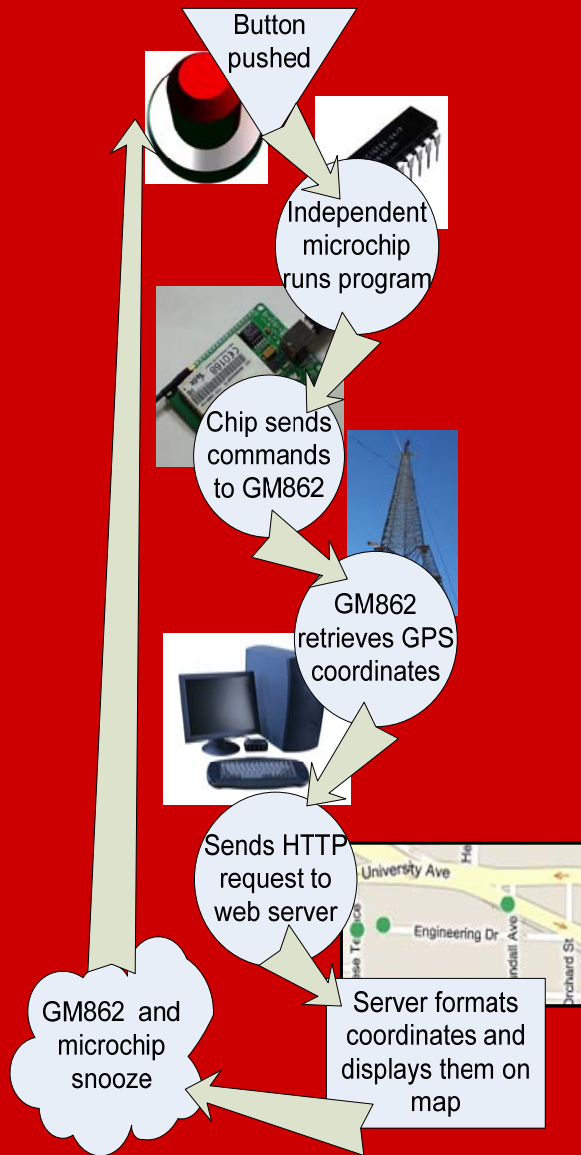 Button
pushed
Independent
microchip
runs program
Chip sends
commands
to GM862
GM862
retrieves GPS
coordinates
Sends HTTP
request to
web server
University Ave
Engineering Dr
Orchard St
Server formats
coordinates and
displays them on
map
GM862 and
microchip
snooze